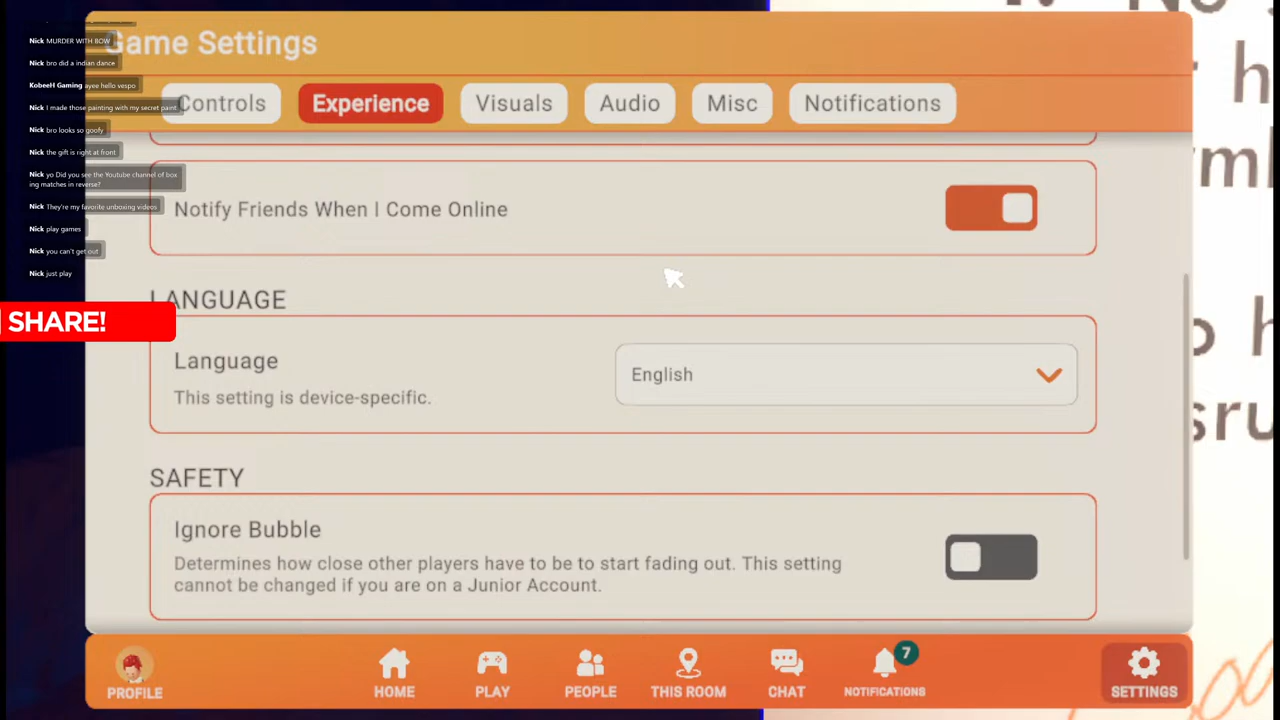 Nick MURDER WITH BOW
Nick bro did a indian dance
KobeeH Gaming ayee hello vespo
Nick I made those painting with my secret paint
Nick bro looks so goofy
Nick the gift is right at front
Nick yo Did you see the Youtube channel of box
ing matches in reverse?
Nick They're my favorite unboxing videos
Nick play games
Nick you can't get out
Nick just play
SHARE!
Game Settings
Controls
Experience
Visuals
Audio
Misc
Notifications
Notify Friends When I Come Online
LANGUAGE
Language
This setting is device-specific.
English
SAFETY
Ignore Bubble
Determines how close other players have to be to start fading out. This setting
cannot be changed if you are on a Junior Account.
PROFILE
HOME
PLAY
PEOPLE
THIS ROOM
CHAT
7
NOTIFICATIONS
SETTINGS